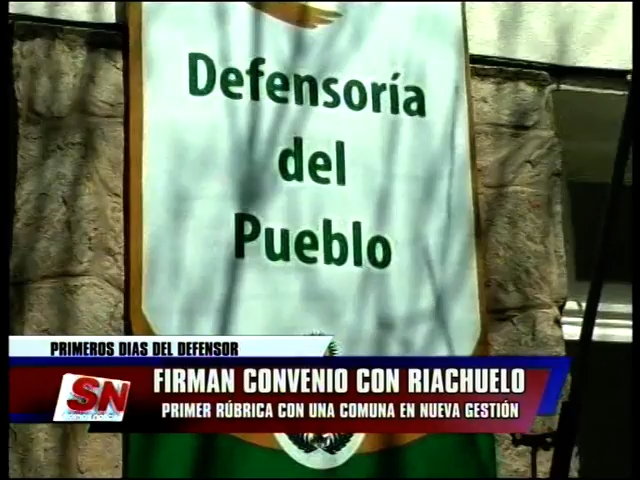 Defensoría
del
Pueblo
PRIMEROS DIAS DEL DEFENSOR
SN
FIRMAN CONVENIO CON RIACHUELO
PRIMER RÚBRICA CON UNA COMUNA EN NUEVA GESTIÓN